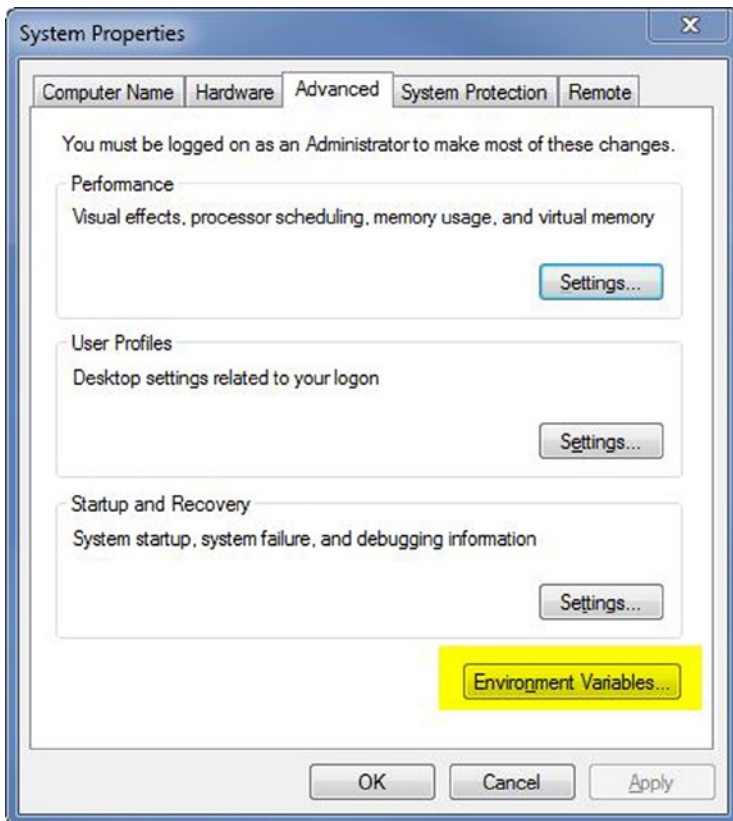 System Properties
Computer Name Hardware Advanced System Protection Remote
You must be logged on as an Administrator to make most of these changes.
Performance
Visual effects, processor scheduling, memory usage, and virtual memory
Settings...
User Profiles
Desktop settings related to your logon
Settings...
Startup and Recovery
System startup, system failure, and debugging information
Settings...
Environment Variables...
OK Cancel Apply